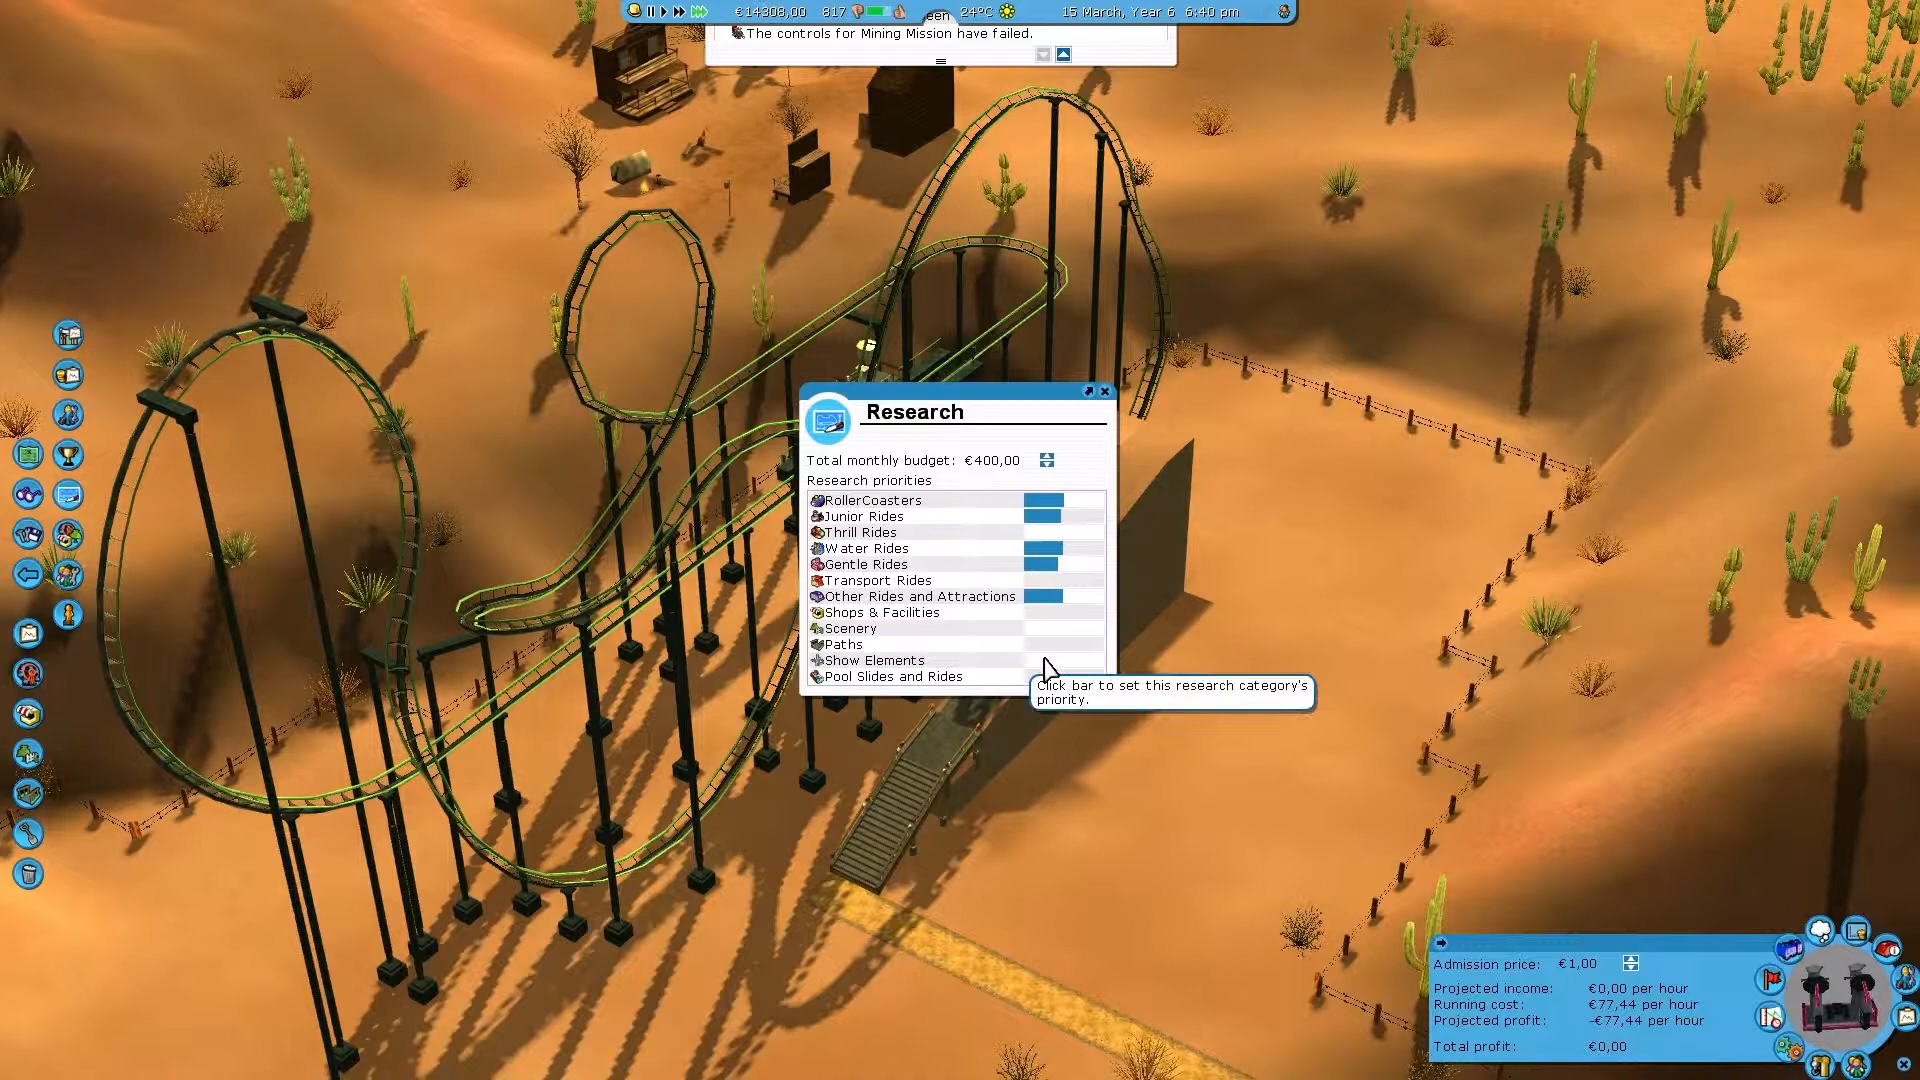 €14308,00 817 24°C 15 March, Year 6 6:40 pm
een
The controls for Mining Mission have failed.
Research
Total monthly budget: €400,00
Research priorities
RollerCoasters
Junior Rides
Thrill Rides
Water Rides
Gentle Rides
Transport Rides
Other Rides and Attractions
Shops & Facilities
Scenery
Paths
Show Elements
Pool Slides and Rides
Click bar to set this research category's
priority.
Admission price: €1,00
Projected income: €0,00 per hour
Running cost: €77,44 per hour
Projected profit: -€77,44 per hour
Total profit: €0,00